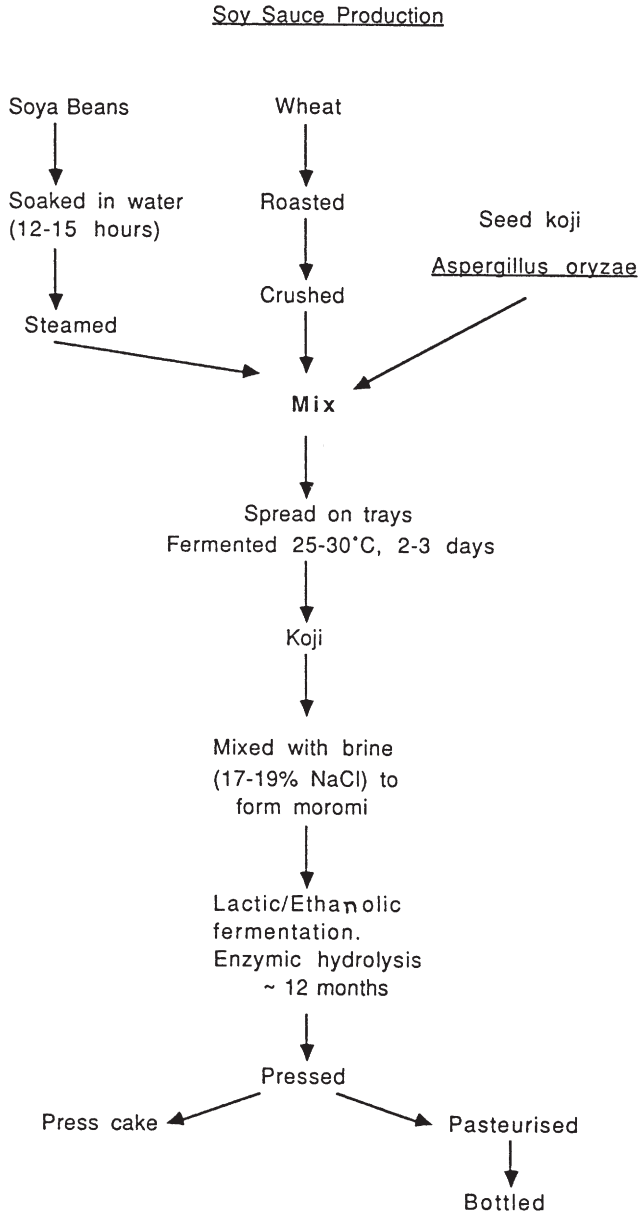 Soy Sauce Production
Soya Beans
Wheat
Soaked in water
(12-15 hours)
Roasted
Seed koji
Aspergillus oryzae
Crushed
Steamed
Mix
Spread on trays
Fermented 25-30°C, 2-3 days
Koji
Mixed with brine
(17-19% NaCl) to
form moromi
Lactic/Ethanolic
fermentation.
Enzymic hydrolysis
~ 12 months
Pressed
Press cake
Pasteurised
Bottled